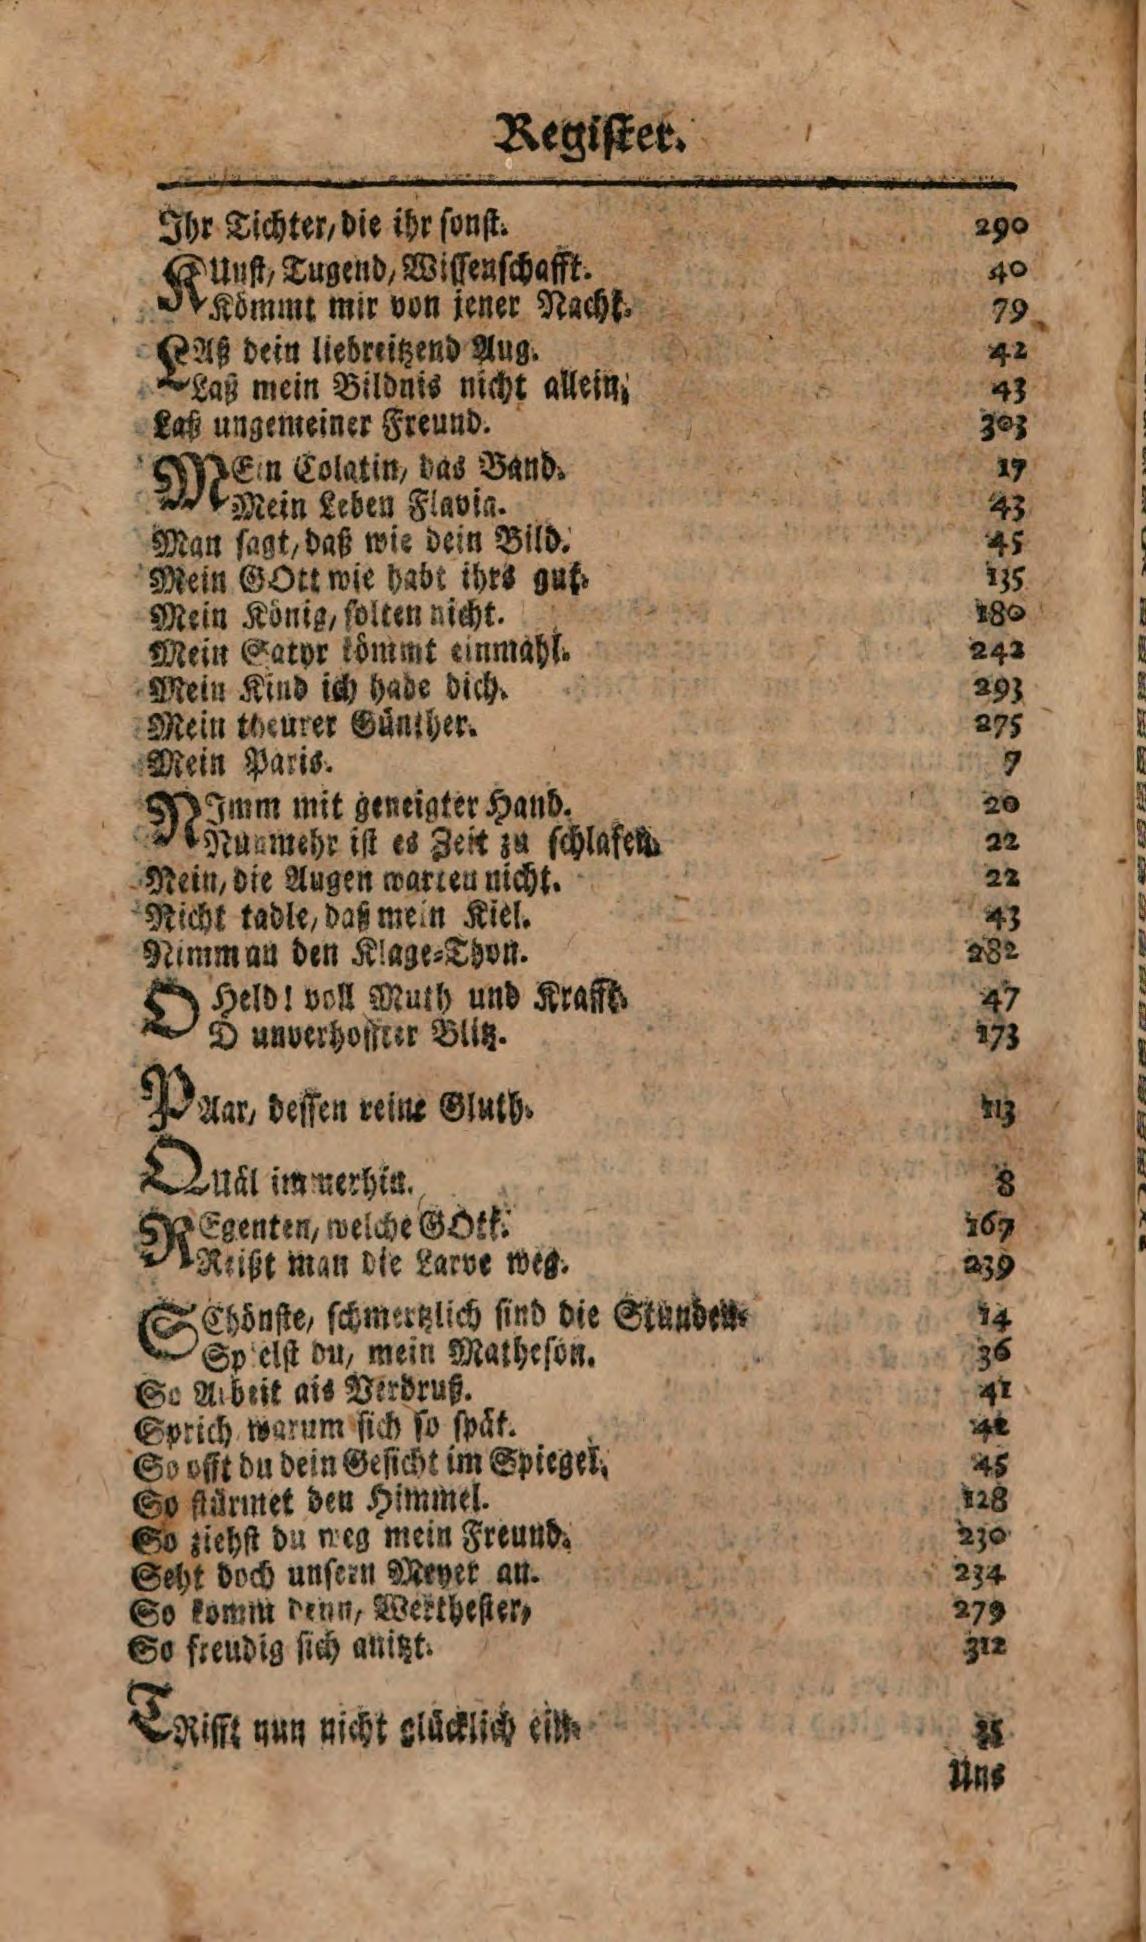 Register.
Ihr Tichter, die ihr sonst. 290
KUnst, Tugend, Wissenschafft. 40
Kömmt mir von jener Nacht. 79
LAß dein liebreitzend Aug. 42
Laß mein Bildnis nicht allein, 43
Laß ungemeiner Freund. 303
MEin Colatin, das Band. 17
Mein Leben Flavia. 43
Man sagt, daß wie dein Bild. 45
Mein GOtt wie habt ihrs gut. 135
Mein König, solten nicht. 180
Mein Satyr kömmt einmahl. 242
Mein Kind ich habe dich. 293
Mein theurer Günther. 275
Mein Paris. 7
NImm mit geneigter Hand. 20
Nunmehr ist es Zeit zu schlafen. 22
Nein, die Augen warten nicht. 22
Nicht tadle, daß mein Kiel. 43
Nimm an den Klage-Thon. 282
O Held! voll Muth und Krafft. 47
O unverhoffter Blitz. 173
PAar, dessen reine Gluth. 113
QUäl immerhin. 8
REgenten, welche GOtt. 167
Reißt man die Larve weg. 239
SChönste, schmertzlich sind die Stunden. 14
Spielst du, mein Matheson. 36
So Arbeit als Verdruß. 41
Sprich warum sich so spät. 42
So offt du dein Gesicht im Spiegel, 45
So stürmet den Himmel. 128
So ziehst du weg mein Freund. 230
Seht doch unsern Meyer an. 234
So komm denn, Werthester, 279
So freudig sich anitzt. 312
TRifft nun nicht glücklich ein. 35
Uns